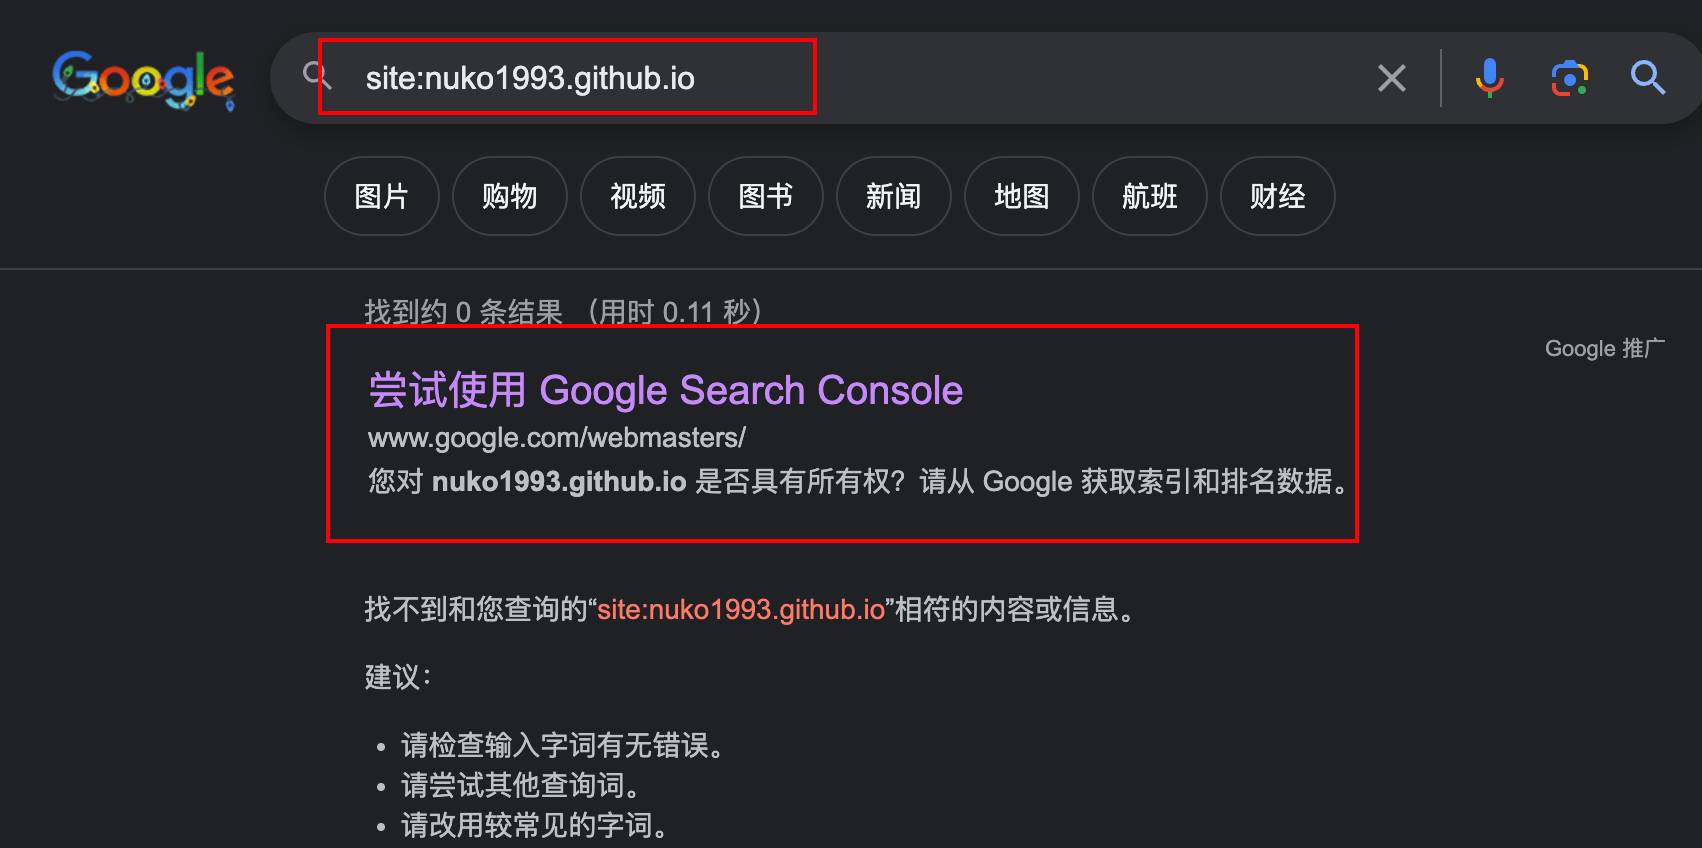 Google
site:nuko1993.github.io
图片 购物 视频 图书 新闻 地图 航班 财经
找到约 0 条结果 （用时 0.11 秒）
Google 推广
尝试使用 Google Search Console
www.google.com/webmasters/
您对 nuko1993.github.io 是否具有所有权？请从 Google 获取索引和排名数据。
找不到和您查询的“site:nuko1993.github.io”相符的内容或信息。
建议：
• 请检查输入字词有无错误。
• 请尝试其他查询词。
• 请改用较常见的字词。